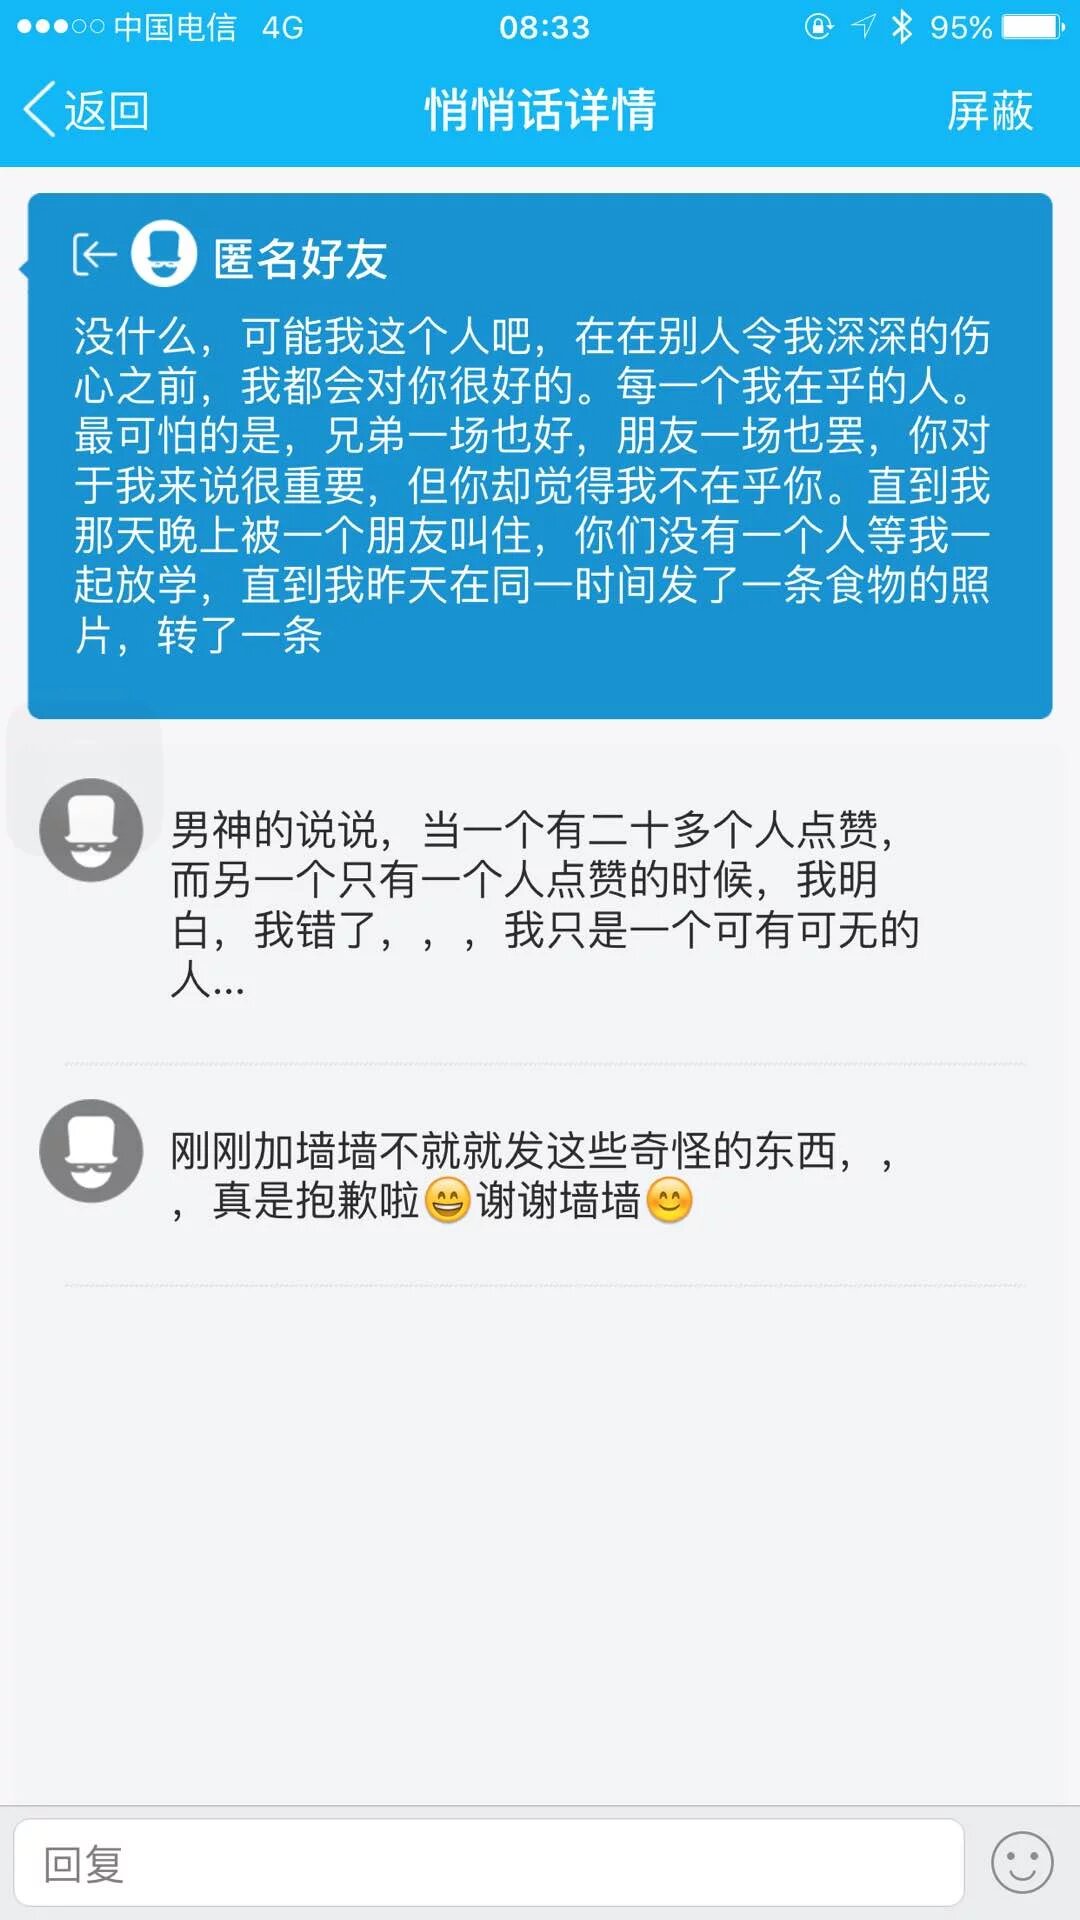 中国电信 4G 08:33 95%
返回 悄悄话详情 屏蔽
匿名好友
没什么，可能我这个人吧，在在别人令我深深的伤
心之前，我都会对你很好的。每一个我在乎的人。
最可怕的是，兄弟一场也好，朋友一场也罢，你对
于我来说很重要，但你却觉得我不在乎你。直到我
那天晚上被一个朋友叫住，你们没有一个人等我一
起放学，直到我昨天在同一时间发了一条食物的照
片，转了一条
男神的说说，当一个有二十多个人点赞，
而另一个只有一个人点赞的时候，我明
白，我错了，，，我只是一个可有可无的
人...
刚刚加墙墙不就就发这些奇怪的东西，，
，真是抱歉啦😄谢谢墙墙😊
回复